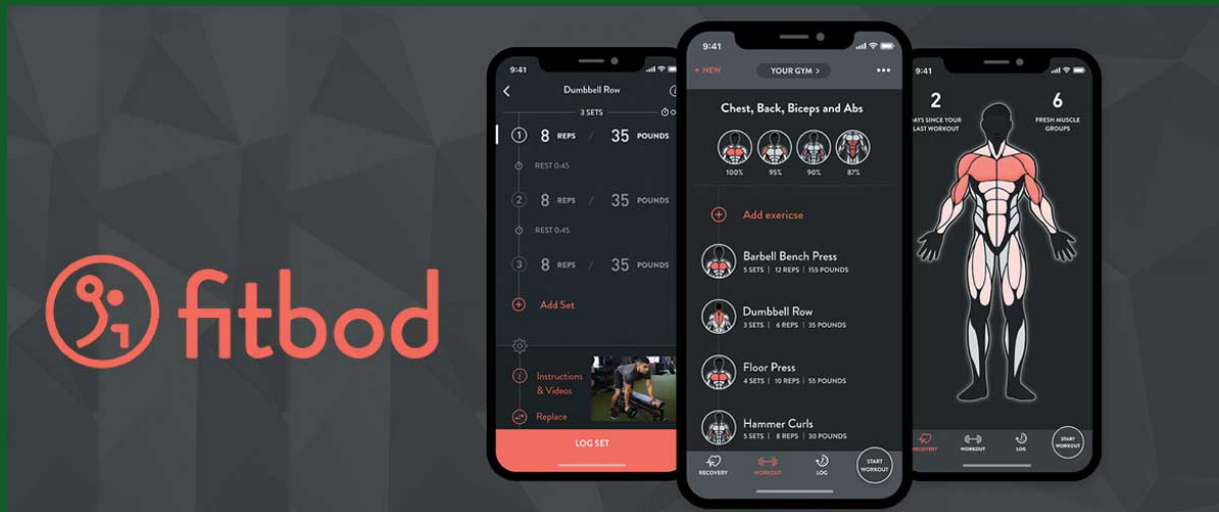 fitbod
9:41
Dumbbell Row
3 SETS
1 8 REPS / 35 POUNDS
REST 0:45
2 8 REPS / 35 POUNDS
REST 0:45
3 8 REPS / 35 POUNDS
Add Set
Instructions
& Videos
Replace
LOG SET
9:41
+ NEW YOUR GYM > •••
Chest, Back, Biceps and Abs
100% 95% 90% 87%
Add exericse
Barbell Bench Press
5 SETS | 12 REPS | 155 POUNDS
Dumbbell Row
3 SETS | 6 REPS | 35 POUNDS
Floor Press
4 SETS | 10 REPS | 55 POUNDS
Hammer Curls
5 SETS | 8 REPS | 30 POUNDS
RECOVERY WORKOUT LOG START
WORKOUT
9:41
2 6
AYS SINCE YOUR FRESH MUSCLE
LAST WORKOUT GROUPS
RECOVERY WORKOUT LOG START
WORKOUT